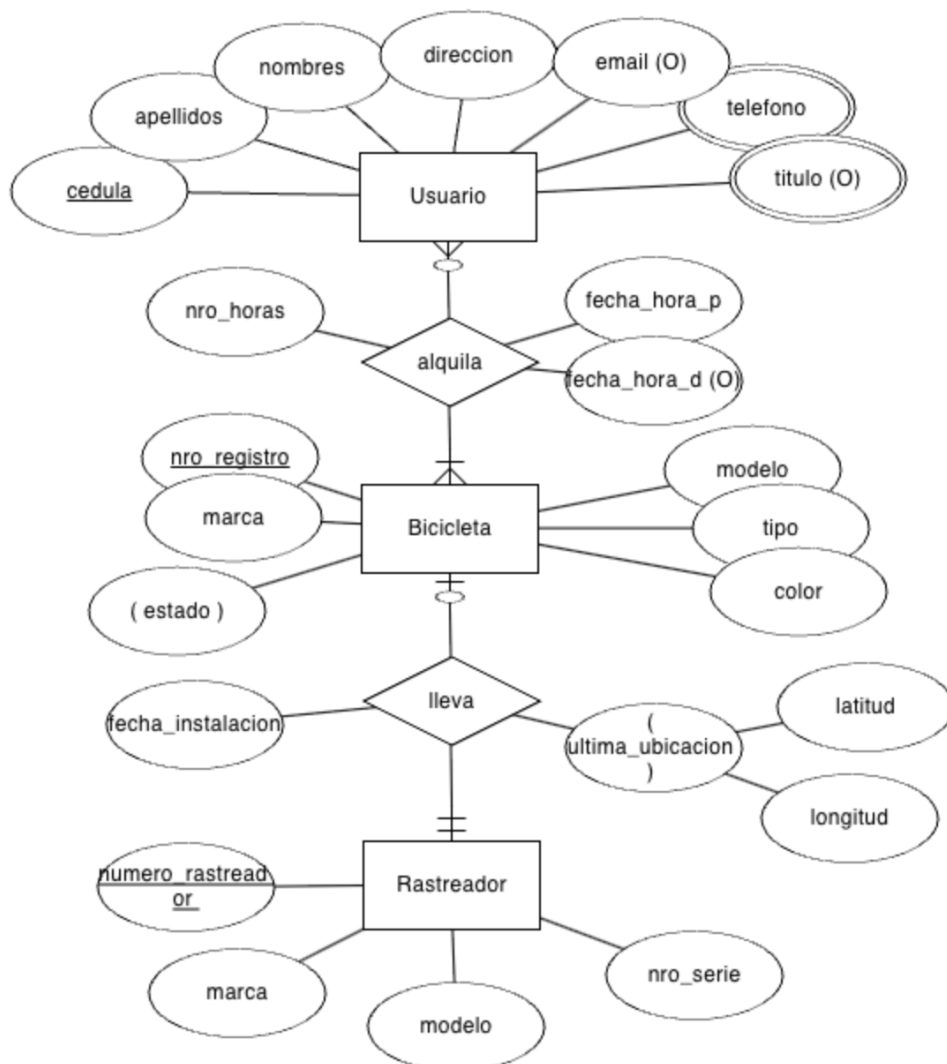 direccion
email (O)
nombres
telefono
apellidos
titulo (O)
cedula
Usuario
nro_horas
fecha_hora_p
alquila
fecha_hora_d (O)
nro_registro
modelo
marca
Bicicleta
tipo
( estado )
color
lleva
fecha_instalacion
(
ultima_ubicacion
)
latitud
longitud
numero_rastread
or
Rastreador
marca
modelo
nro_serie